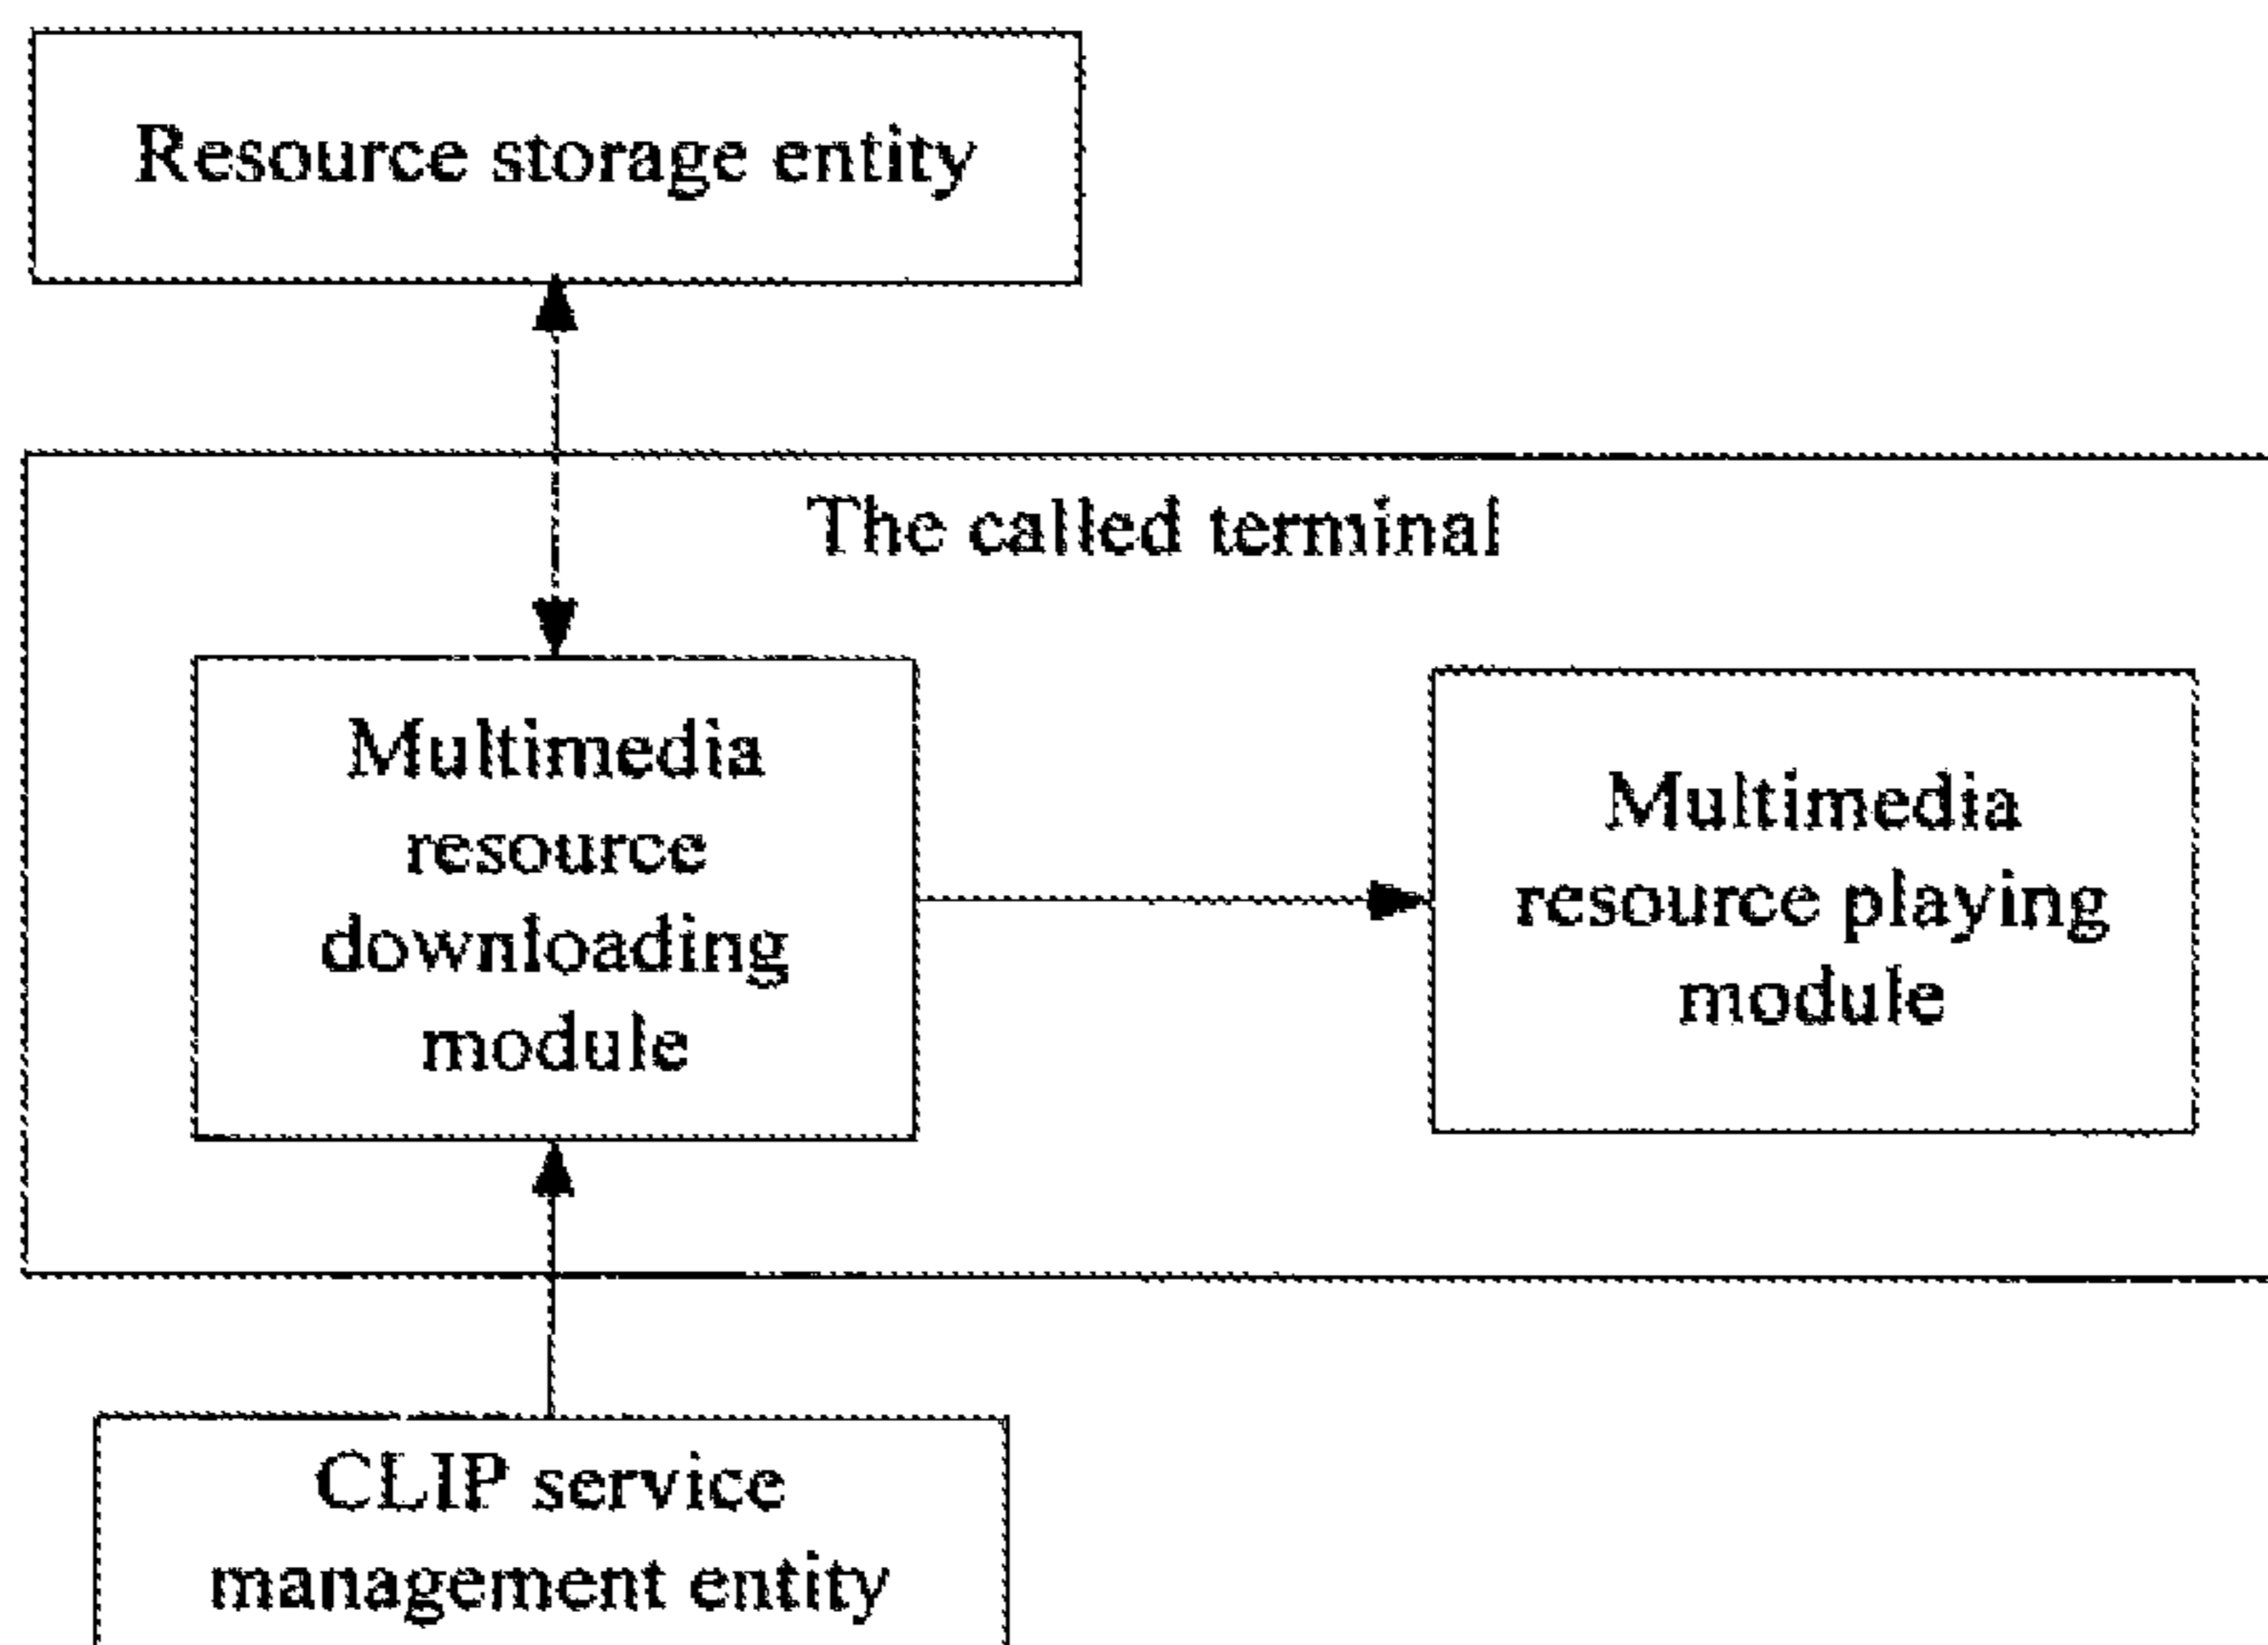 Resource storage entity
The called terminal
Multimedia
resource
downloading
module
Multimedia
resource playing
module
CLIP service
management entity